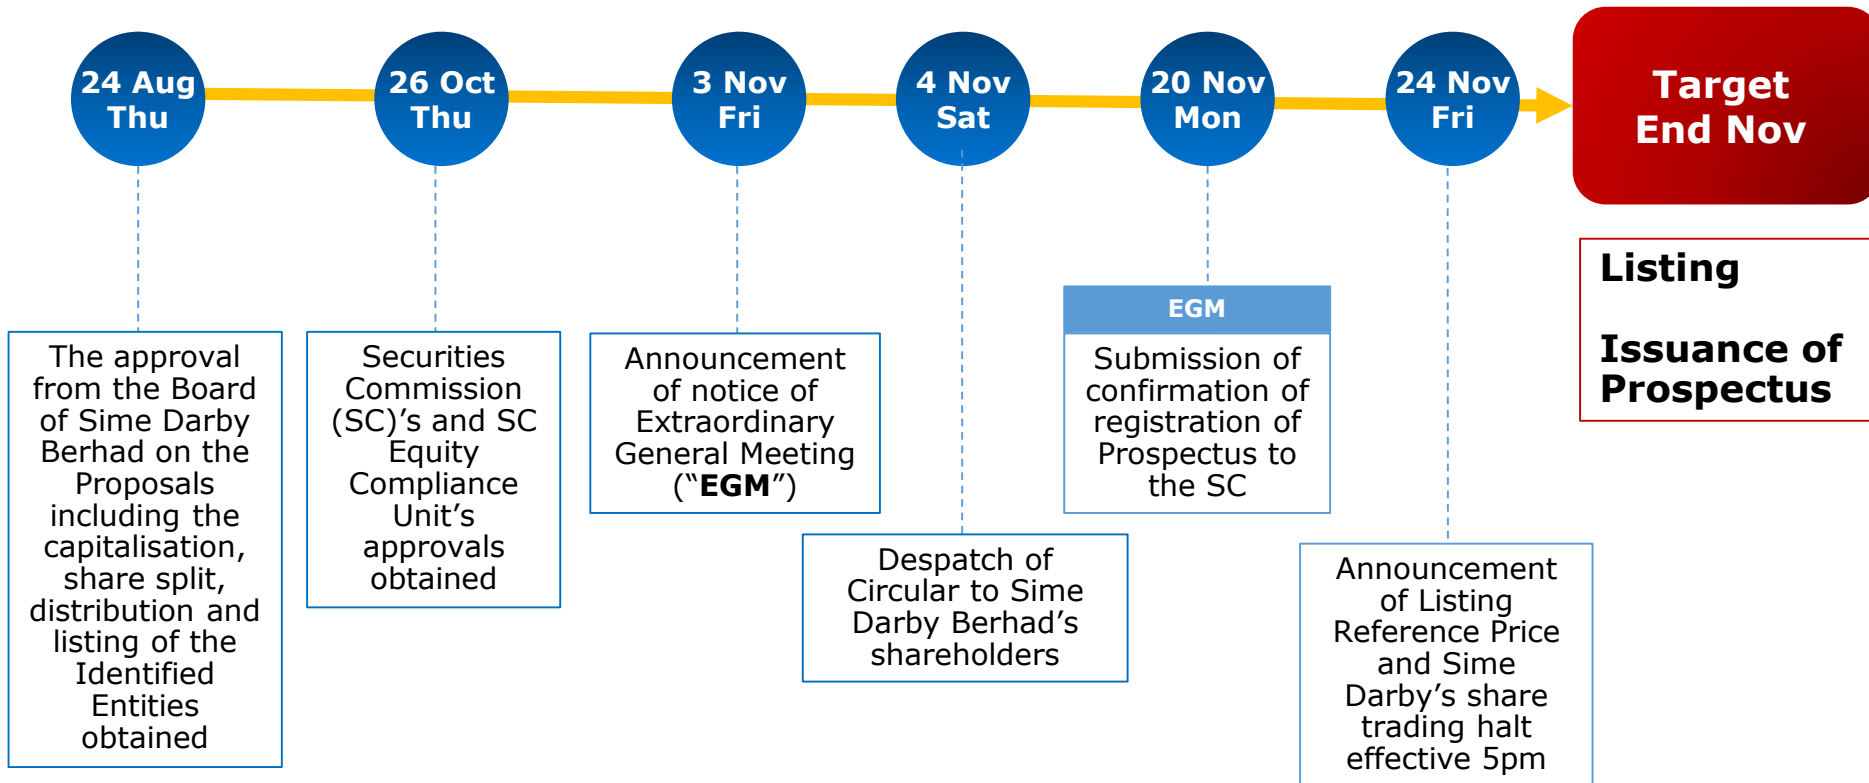 24 Aug
Thu
26 Oct
Thu
3 Nov
Fri
4 Nov
Sat
20 Nov
Mon
24 Nov
Fri
Target
End Nov
Listing
Issuance of
Prospectus
The approval
from the Board
of Sime Darby
Berhad on the
Proposals
including the
capitalisation,
share split,
distribution and
listing of the
Identified
Entities
obtained
Securities
Commission
(SC)’s and SC
Equity
Compliance
Unit’s
approvals
obtained
Announcement
of notice of
Extraordinary
General Meeting
(“EGM”)
Despatch of
Circular to Sime
Darby Berhad’s
shareholders
EGM
Submission of
confirmation of
registration of
Prospectus to
the SC
Announcement
of Listing
Reference Price
and Sime
Darby’s share
trading halt
effective 5pm